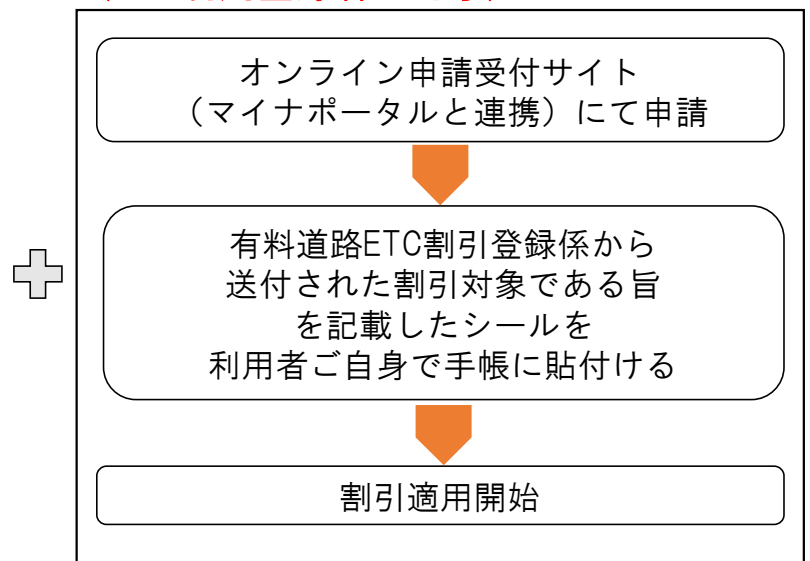 オンライン申請受付サイト
（マイナポータルと連携）にて申請
有料道路ETC割引登録係から
送付された割引対象である旨
を記載したシールを
利用者ご自身で手帳に貼付ける
割引適用開始